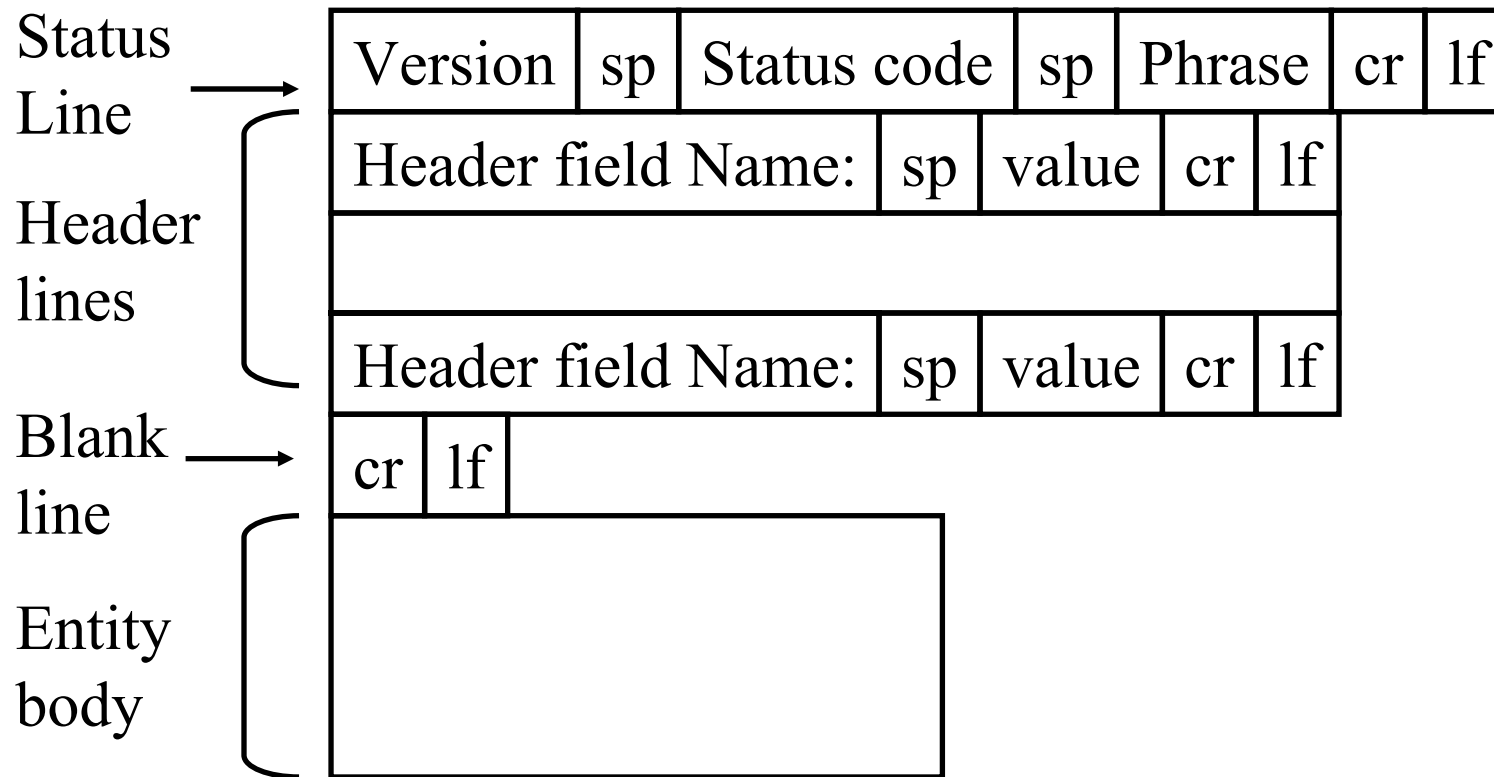 Status
Line
Version sp Status code sp Phrase cr lf
Header field Name: sp value cr lf
Header
lines
Header field Name: sp value cr lf
Blank
line
cr lf
Entity
body